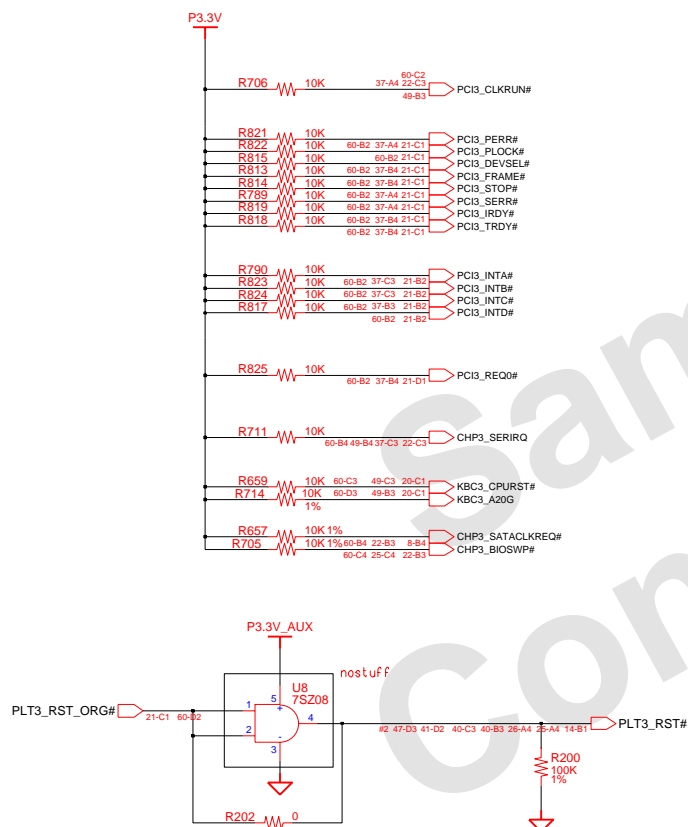 P3.3V
60-C2
R706 10K 37-A4 22-C3 PCI3_CLKRUN#
49-B3
R821 10K PCI3_PERR#
60-B2 37-A4 21-C1
R822 10K PCI3_PLOCK#
60-B2 21-C1
R815 10K PCI3_DEVSEL#
60-B2 37-B4 21-C1
R813 10K PCI3_FRAME#
60-B2 37-B4 21-C1
R814 10K PCI3_STOP#
60-B2 37-B4 21-C1
R789 10K PCI3_SERR#
60-B2 37-A4 21-C1
R819 10K PCI3_IRDY#
60-B2 37-B4 21-C1
R818 10K PCI3_TRDY#
60-B2 37-B4 21-C1
R790 10K PCI3_INTA#
60-B2 37-C3 21-B2
R823 10K PCI3_INTB#
60-B2 37-C3 21-B2
R824 10K PCI3_INTC#
60-B2 37-B3 21-B2
R817 10K PCI3_INTD#
60-B2 21-B2
R825 10K PCI3_REQ0#
60-B2 37-B4 21-D1
R711 10K CHP3_SERIRQ
60-B4 49-B4 37-C3 22-C3
R659 10K 60-C3 49-C3 20-C1 KBC3_CPURST#
R714 10K 60-D3 49-B3 20-C1 KBC3_A20G
1%
R657 10K 1% CHP3_SATACLKREQ#
60-B4 22-B3 8-B4
R705 10K 1% CHP3_BIOSWP#
60-C4 25-C4 22-B3
P3.3V_AUX
nostuff
U8
7SZ08
5 +
PLT3_RST_ORG# 1 4 PLT3_RST#
21-C1 60-D2 #2 47-D3 41-D2 40-C3 40-B3 26-A4 25-A4 14-B1
2 -
3
R200
100K
1%
R202 0
Sam
Con